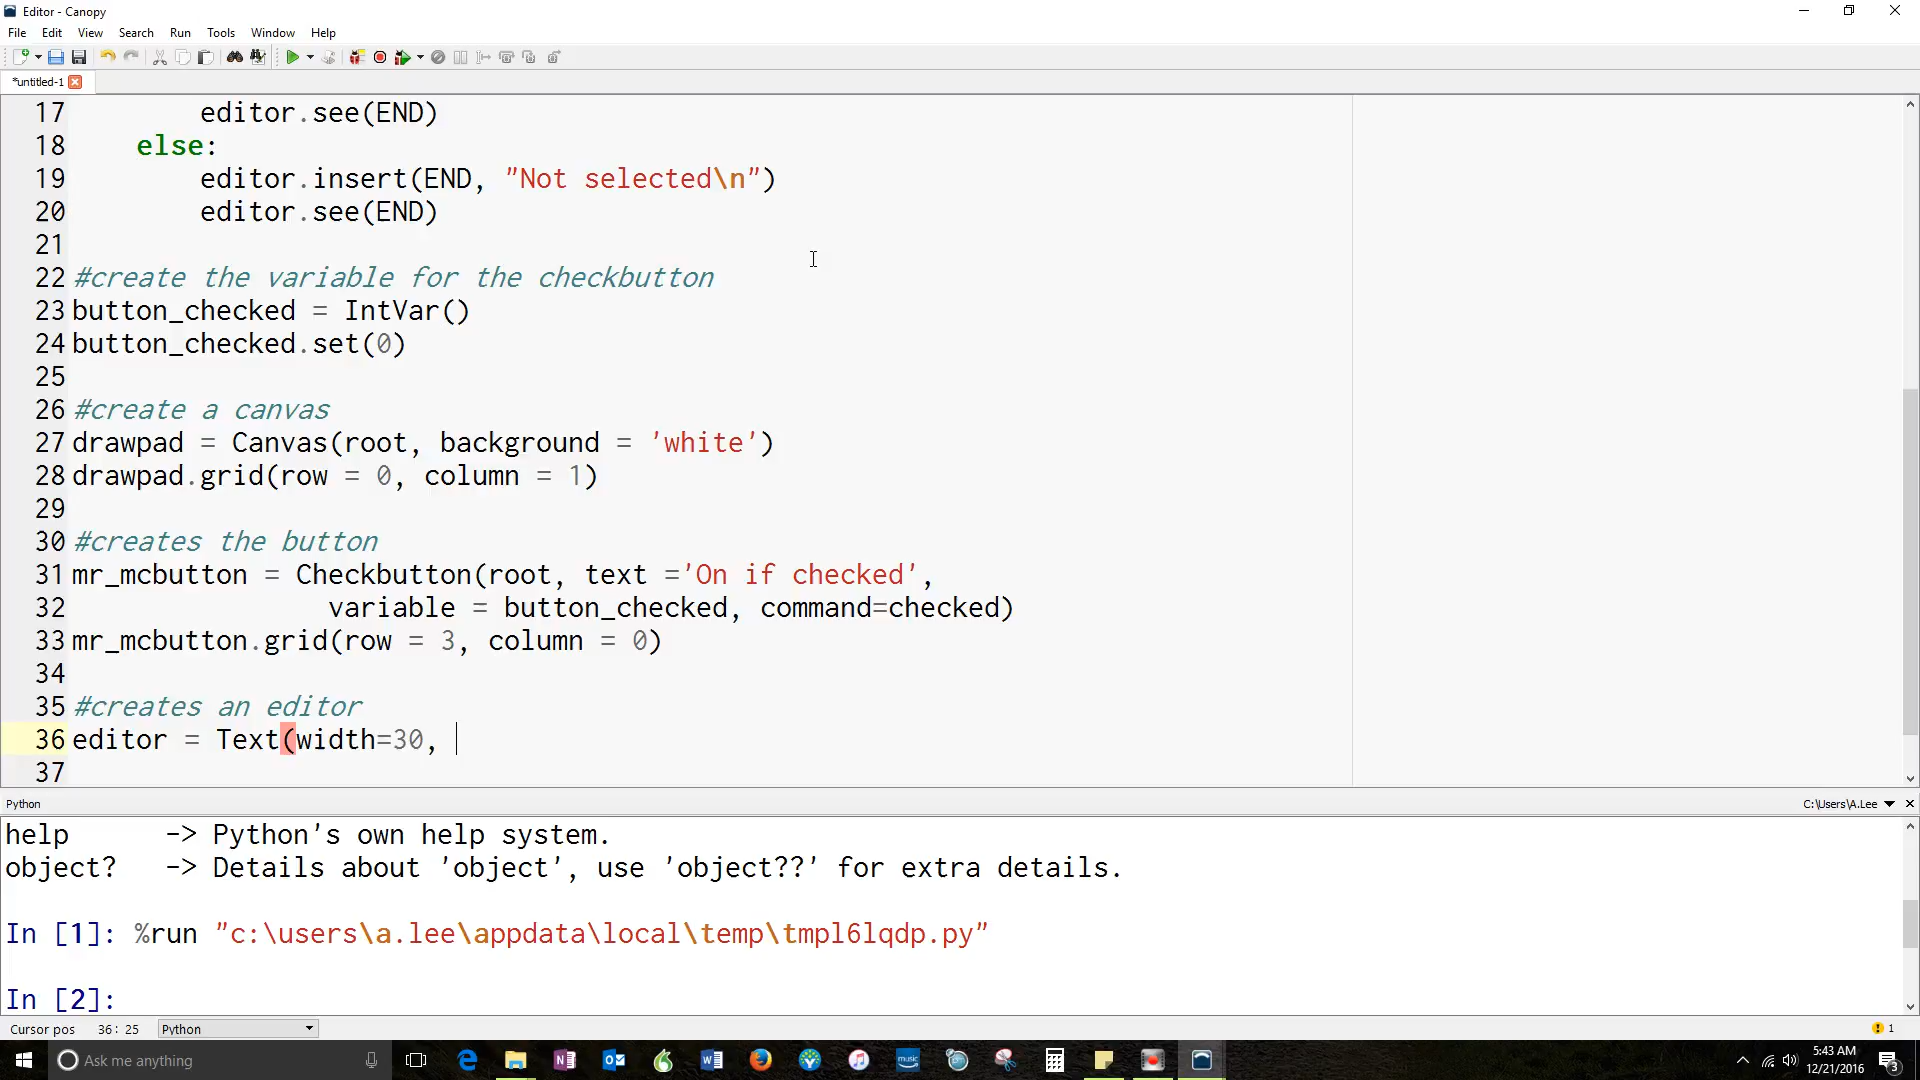 Editor - Canopy
File Edit View Search Run Tools Window Help
*untitled-1
17 editor.see(END)
18 else:
19 editor.insert(END, "Not selected\n")
20 editor.see(END)
21
22 #create the variable for the checkbutton
23 button_checked = IntVar()
24 button_checked.set(0)
25
26 #create a canvas
27 drawpad = Canvas(root, background = 'white')
28 drawpad.grid(row = 0, column = 1)
29
30 #creates the button
31 mr_mcbutton = Checkbutton(root, text ='On if checked',
32 variable = button_checked, command=checked)
33 mr_mcbutton.grid(row = 3, column = 0)
34
35 #creates an editor
36 editor = Text(width=30,
37
Python C:\Users\A.Lee
help -> Python's own help system.
object? -> Details about 'object', use 'object??' for extra details.
In [1]: %run "c:\users\a.lee\appdata\local\temp\tmpl6lqdp.py"
In [2]:
Cursor pos 36: 25 Python 1
Ask me anything
5:43 AM
12/21/2016
3